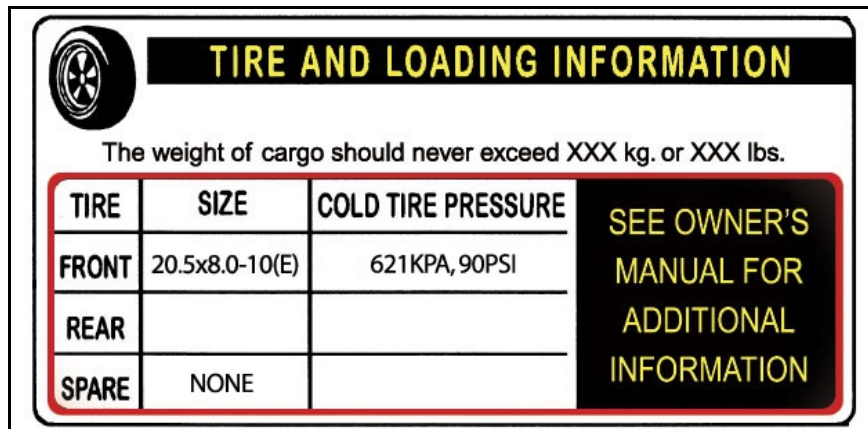 TIRE AND LOADING INFORMATION
The weight of cargo should never exceed XXX kg. or XXX lbs.
TIRE SIZE COLD TIRE PRESSURE
FRONT 20.5x8.0-10(E) 621KPA, 90PSI
REAR
SPARE NONE
SEE OWNER'S
MANUAL FOR
ADDITIONAL
INFORMATION